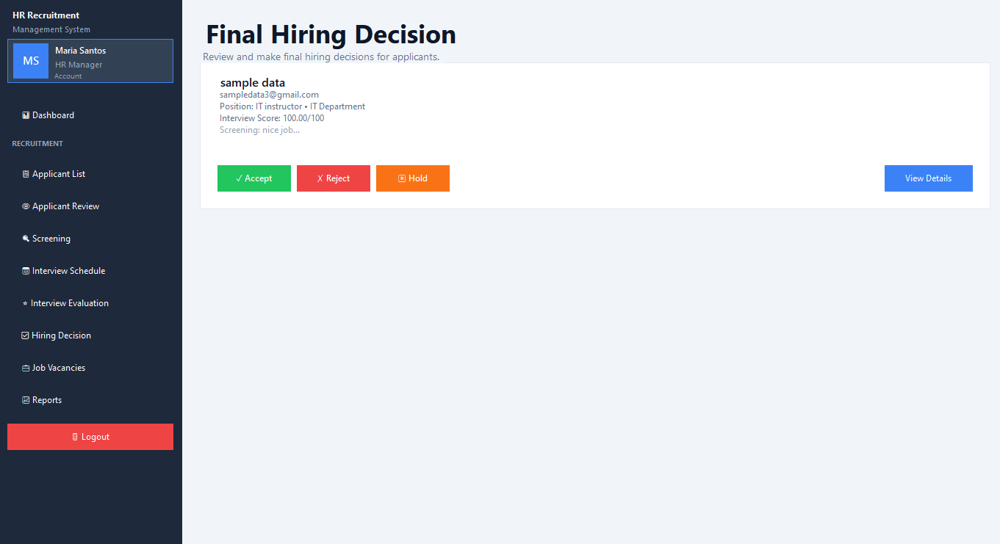 HR Recruitment
Management System
MS
Maria Santos
HR Manager
Account
Dashboard
RECRUITMENT
Applicant List
Applicant Review
Screening
Interview Schedule
Interview Evaluation
Hiring Decision
Job Vacancies
Reports
Logout
Final Hiring Decision
Review and make final hiring decisions for applicants.
sample data
sampledata3@gmail.com
Position: IT instructor • IT Department
Interview Score: 100.00/100
Screening: nice job...
✓ Accept
✗ Reject
Hold
View Details